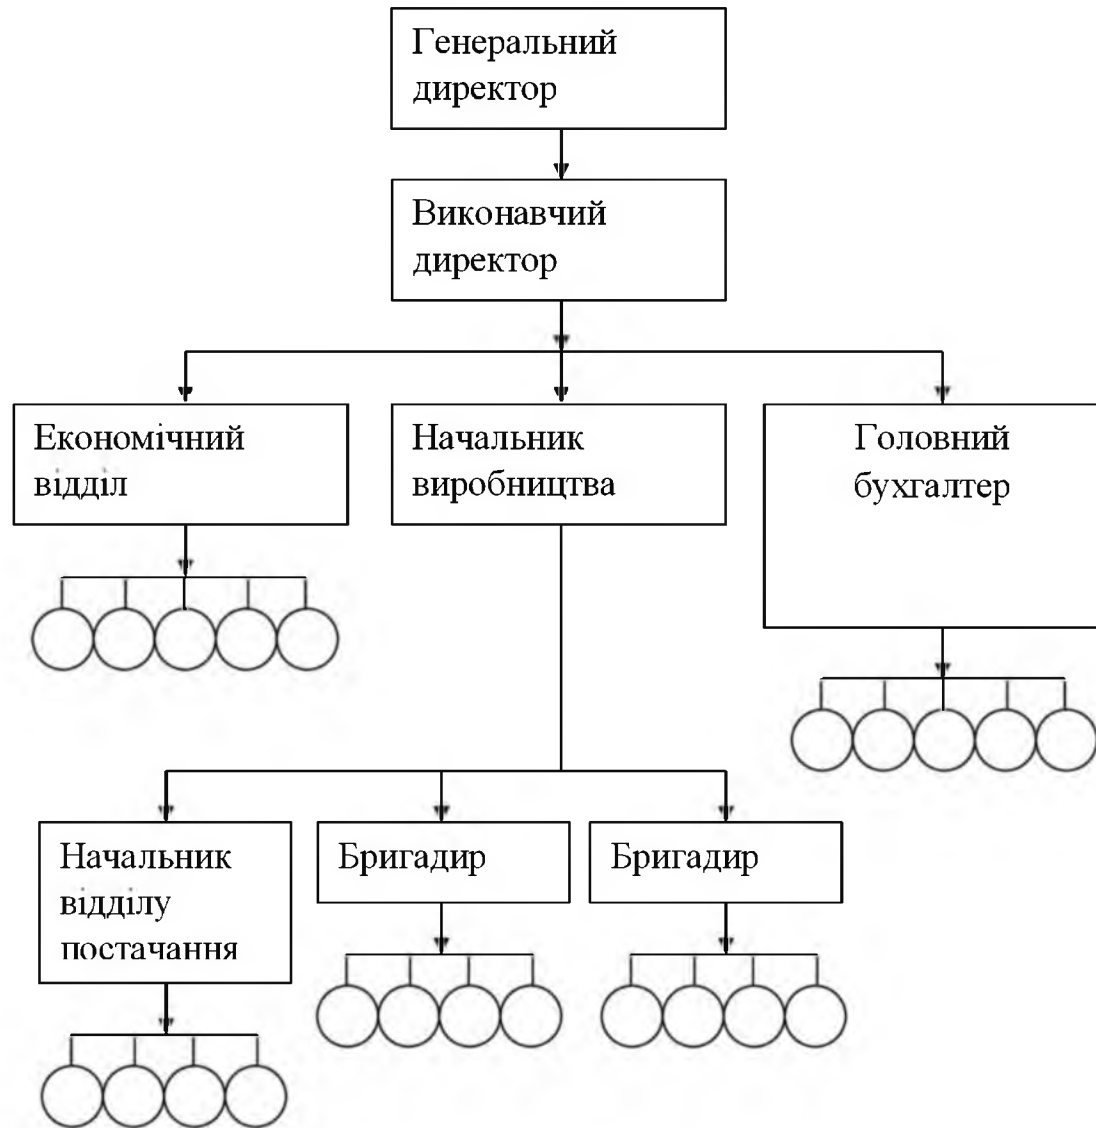 Генеральний
директор
Виконавчий
директор
Економічний
відділ
Начальник
виробництва
Головний
бухгалтер
Начальник
відділу
постачання
Бригадир
Бригадир